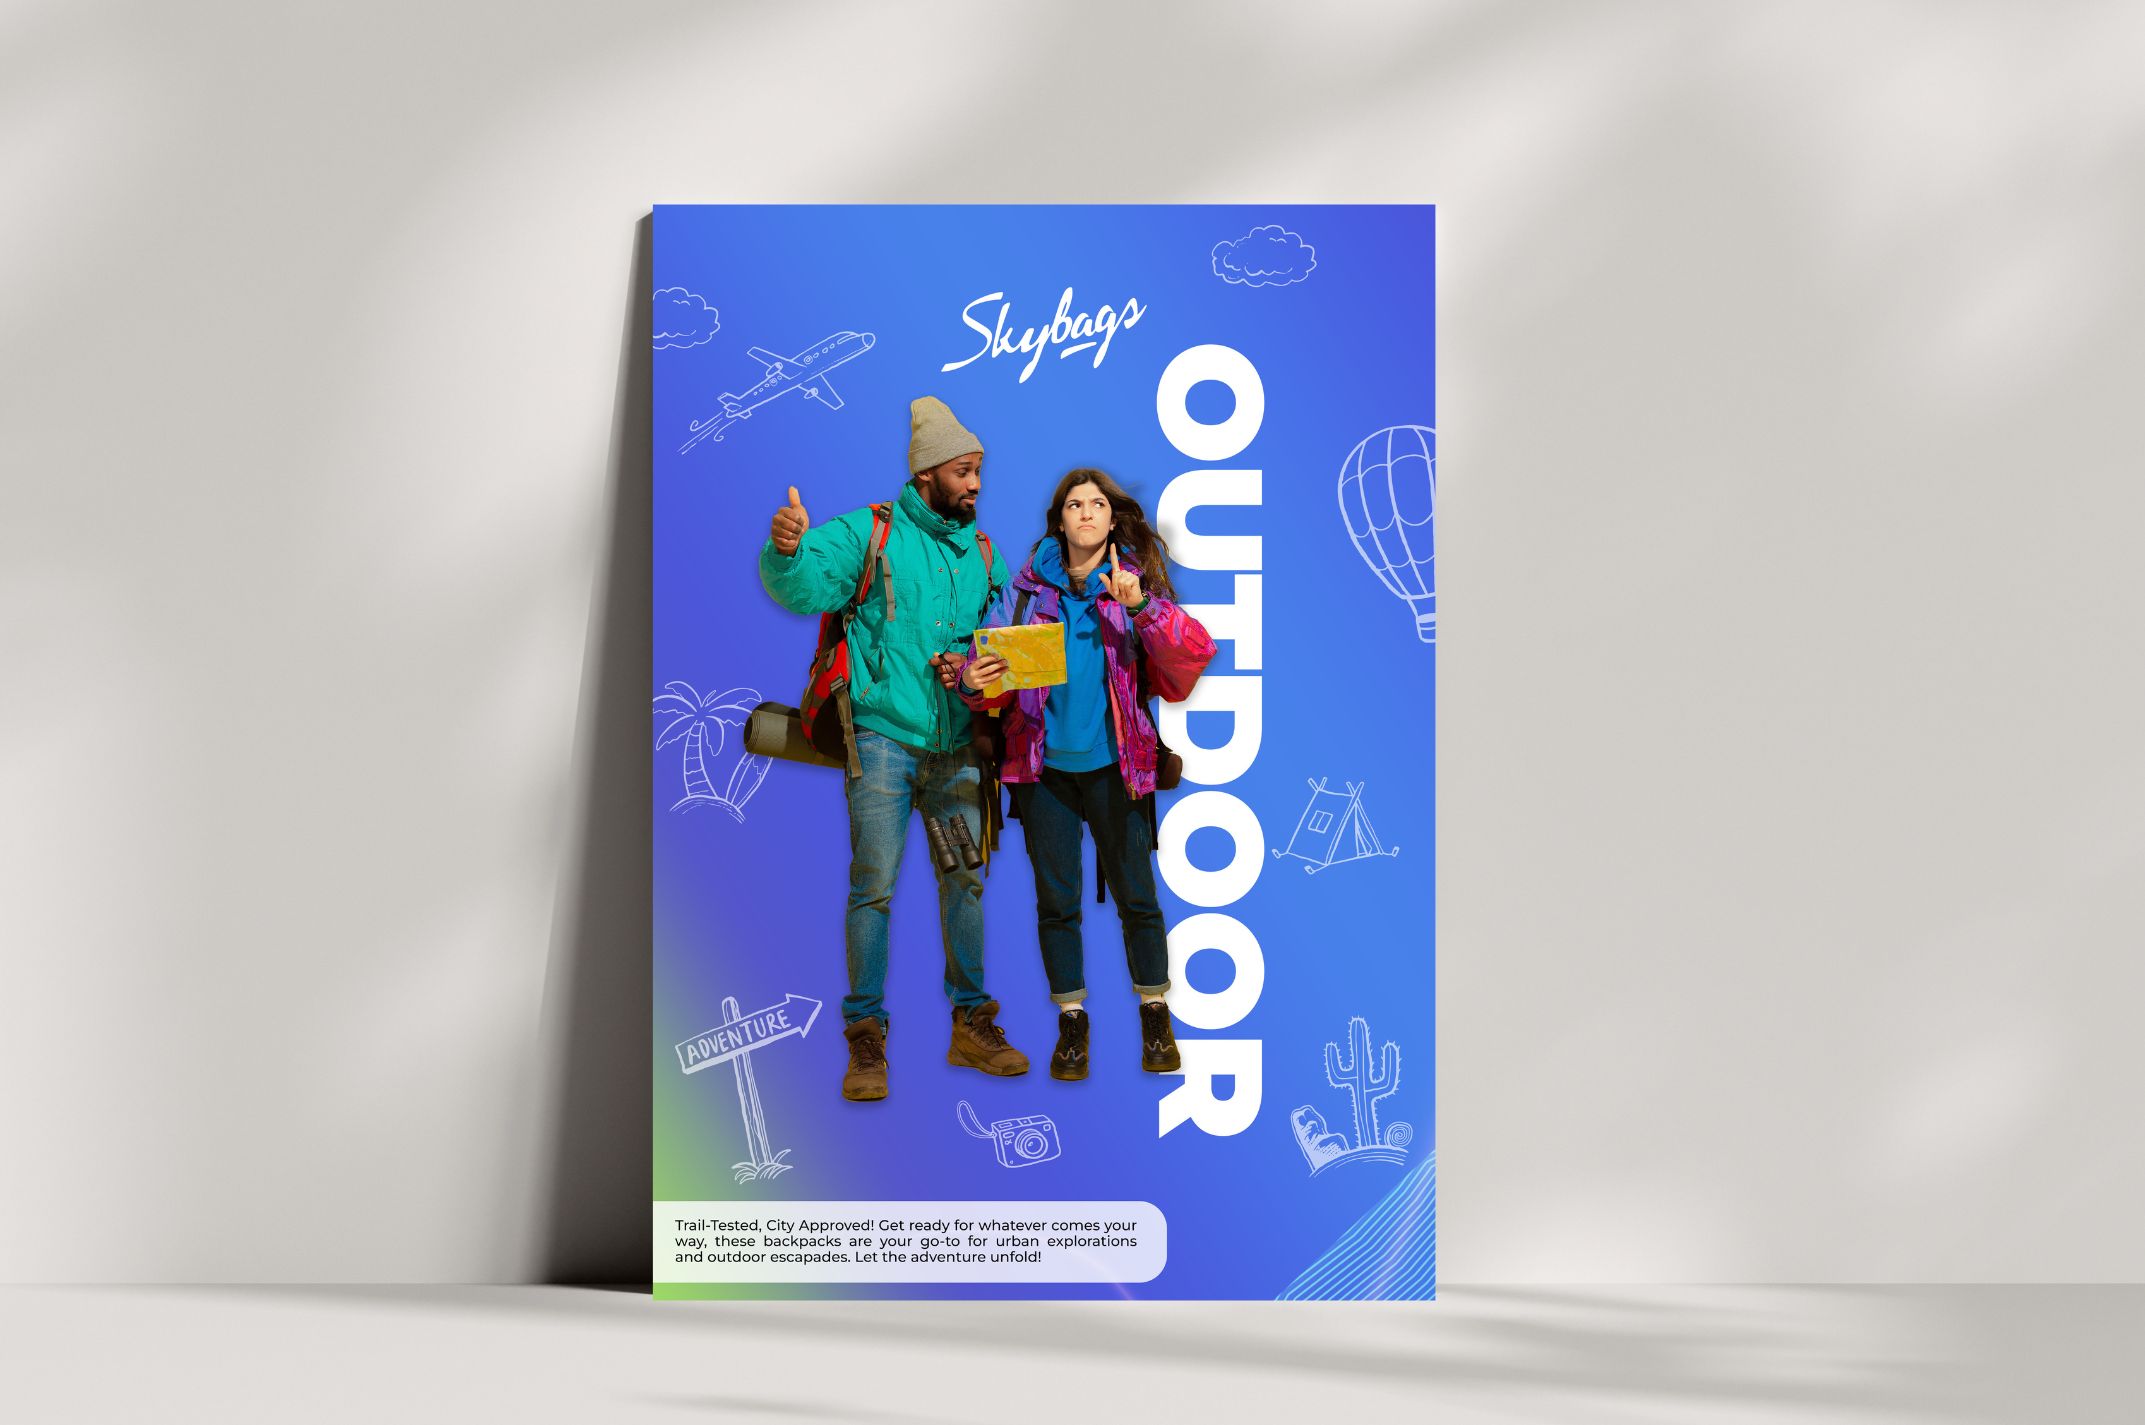 Skybags
OUTDOOR
ADVENTURE
Trail-Tested, City Approved! Get ready for whatever comes your
way, these backpacks are your go-to for urban explorations
and outdoor escapades. Let the adventure unfold!